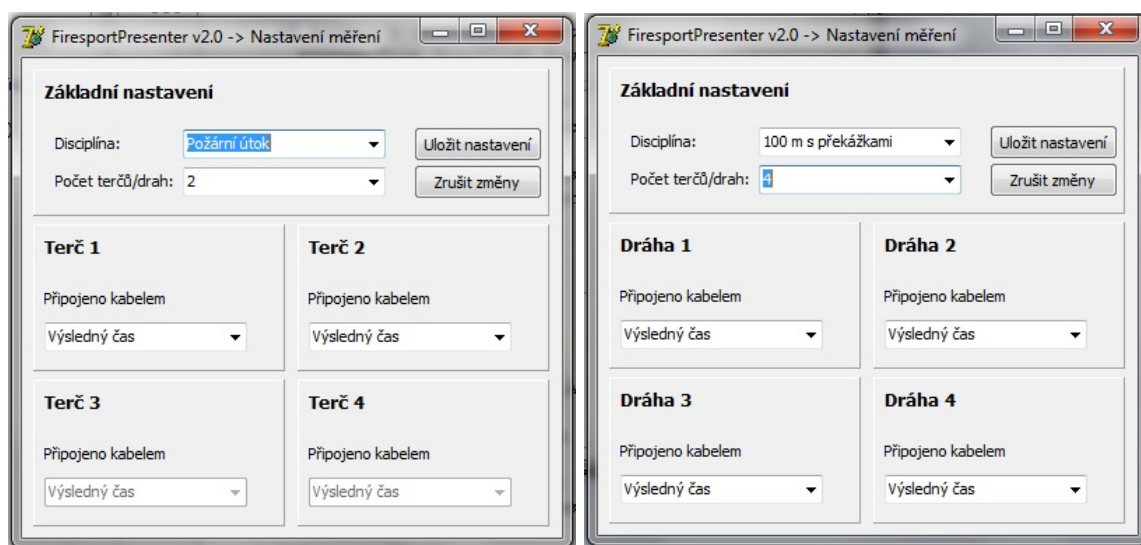 FiresportPresenter v2.0 -> Nastavení měření
Základní nastavení
Disciplína: Požární útok Uložit nastavení
Počet terčů/drah: 2 Zrušit změny
Terč 1 Terč 2
Připojeno kabelem Připojeno kabelem
Výsledný čas Výsledný čas
Terč 3 Terč 4
Připojeno kabelem Připojeno kabelem
Výsledný čas Výsledný čas
FiresportPresenter v2.0 -> Nastavení měření
Základní nastavení
Disciplína: 100 m s překážkami Uložit nastavení
Počet terčů/drah: 4 Zrušit změny
Dráha 1 Dráha 2
Připojeno kabelem Připojeno kabelem
Výsledný čas Výsledný čas
Dráha 3 Dráha 4
Připojeno kabelem Připojeno kabelem
Výsledný čas Výsledný čas